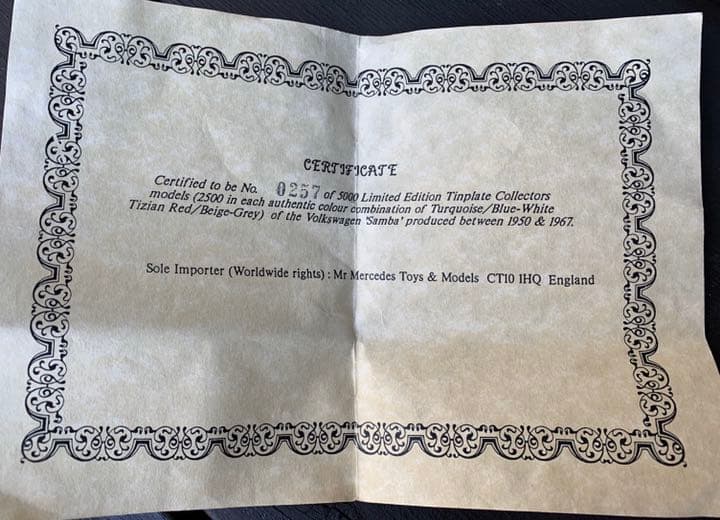 CERTIFICATE
Certified to be No. 0257 of 5000 Limited Edition Tinplate Collectors
models (2500 in each authentic colour combination of Turquoise/Blue-White
Tizian Red/Beige-Grey) of the Volkswagen 'Samba' produced between 1950 & 1967.
Sole Importer (Worldwide rights) : Mr Mercedes Toys & Models CT10 1HQ England